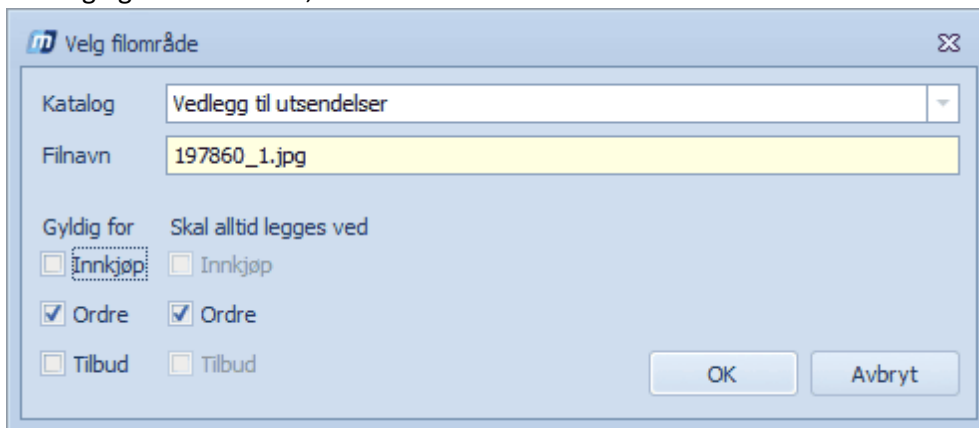 Velg filområde
Katalog Vedlegg til utsendelser
Filnavn 197860_1.jpg
Gyldig for Skal alltid legges ved
Innkjøp Innkjøp
Ordre Ordre
Tilbud Tilbud
OK Avbryt